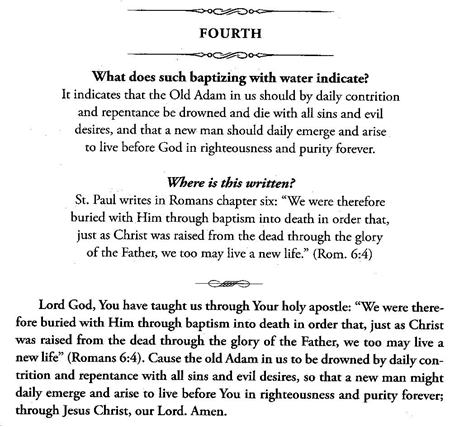 FOURTH
What does such baptizing with water indicate?
It indicates that the Old Adam in us should by daily contrition
and repentance be drowned and die with all sins and evil
desires, and that a new man should daily emerge and arise
to live before God in righteousness and purity forever.
Where is this written?
St. Paul writes in Romans chapter six: “We were therefore
buried with Him through baptism into death in order that,
just as Christ was raised from the dead through the glory
of the Father, we too may live a new life.” (Rom. 6:4)
Lord God, You have taught us through Your holy apostle: “We were there-
fore buried with Him through baptism into death in order that, just as Christ
was raised from the dead through the glory of the Father, we too may live a
new life” (Romans 6:4). Cause the old Adam in us to be drowned by daily con-
trition and repentance with all sins and evil desires, so that a new man might
daily emerge and arise to live before You in righteousness and purity forever;
through Jesus Christ, our Lord. Amen.